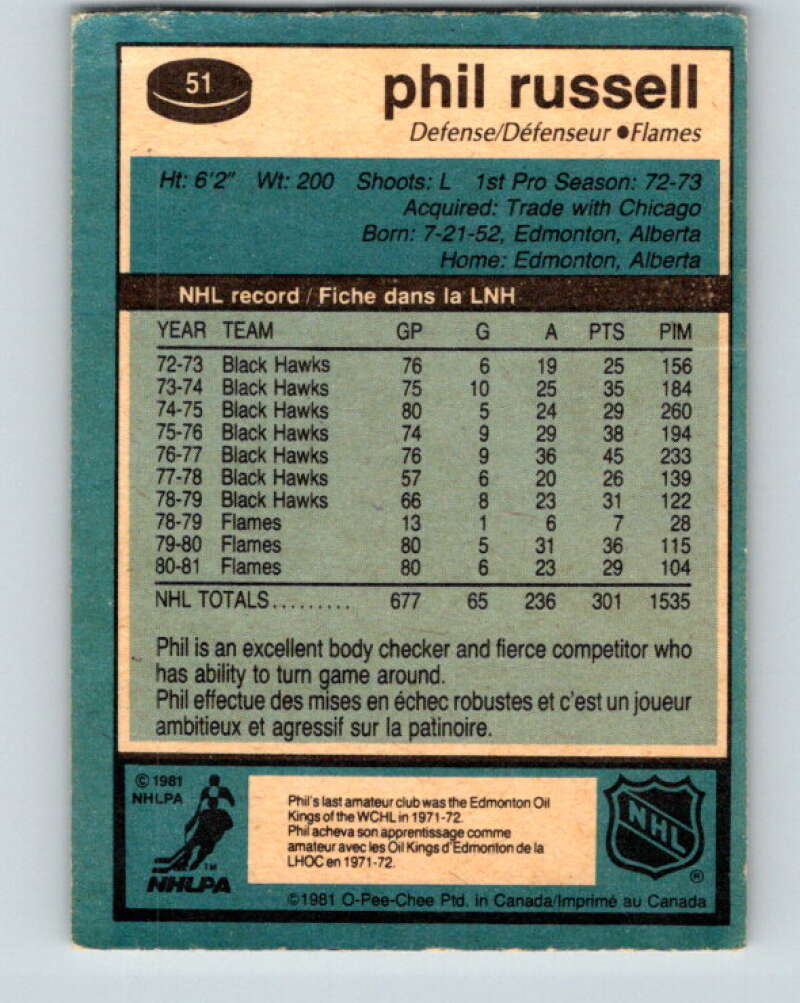 51
phil russell
Defense/Défenseur ●Flames
Ht: 6'2" Wt: 200 Shoots: L 1st Pro Season: 72-73
Acquired: Trade with Chicago
Born: 7-21-52, Edmonton, Alberta
Home: Edmonton, Alberta
NHL record / Fiche dans la LNH
YEAR TEAM GP G A PTS PIM
72-73 Black Hawks 76 6 19 25 156
73-74 Black Hawks 75 10 25 35 184
74-75 Black Hawks 80 5 24 29 260
75-76 Black Hawks 74 9 29 38 194
76-77 Black Hawks 76 9 36 45 233
77-78 Black Hawks 57 6 20 26 139
78-79 Black Hawks 66 8 23 31 122
78-79 Flames 13 1 6 7 28
79-80 Flames 80 5 31 36 115
80-81 Flames 80 6 23 29 104
NHL TOTALS......... 677 65 236 301 1535
Phil is an excellent body checker and fierce competitor who
has ability to turn game around.
Phil effectue des mises en échec robustes et c'est un joueur
ambitieux et agressif sur la patinoire.
© 1981
NHLPA
TM
NHLPA
Phil's last amateur club was the Edmonton Oil
Kings of the WCHL in 1971-72.
Phil acheva son apprentissage comme
amateur avec les Oil Kings d'Edmonton de la
LHOC en 1971-72.
NHL
®
©1981 O-Pee-Chee Ptd. in Canada/Imprimé au Canada